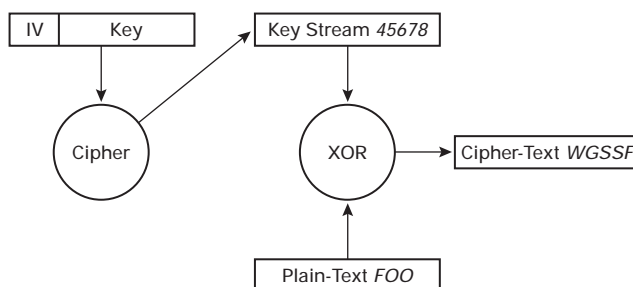 IV Key
Key Stream 45678
Cipher
XOR
Cipher-Text WGSSF
Plain-Text FOO